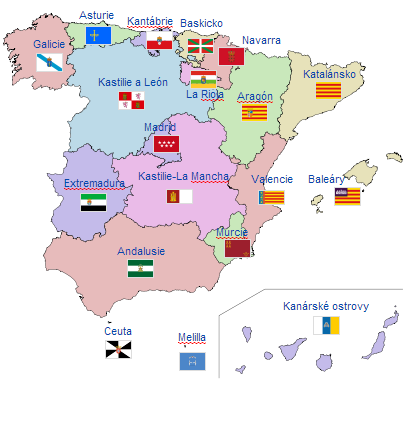 Asturie
Kantábrie
Baskicko
Galicie
Navarra
Kastilie a León
La Rioja
Aragón
Katalánsko
Madrid
Extremadura
Kastilie-La Mancha
Valencie
Baleáry
Murcie
Andalusie
Kanárské ostrovy
Ceuta
Melilla